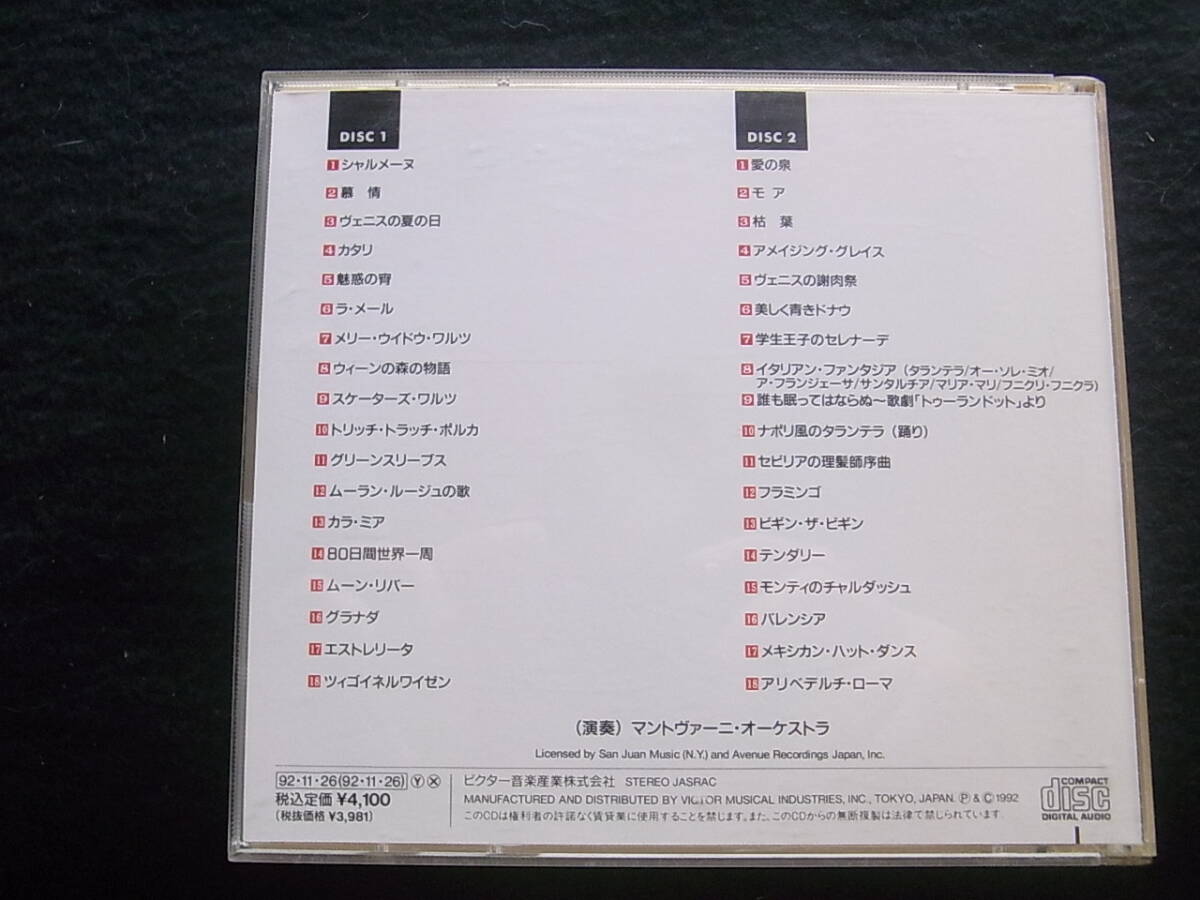 DISC 1
1 シャルメーヌ
2 慕 情
3 ヴェニスの夏の日
4 カタリ
5 魅惑の宵
6 ラ・メール
7 メリー・ウイドウ・ワルツ
8 ウィーンの森の物語
9 スケーターズ・ワルツ
10 トリッチ・トラッチ・ポルカ
11 グリーンスリーブス
12 ムーラン・ルージュの歌
13 カラ・ミア
14 80日間世界一周
15 ムーン・リバー
16 グラナダ
17 エストレリータ
18 ツィゴイネルワイゼン
DISC 2
1 愛の泉
2 モ ア
3 枯 葉
4 アメイジング・グレイス
5 ヴェニスの謝肉祭
6 美しく青きドナウ
7 学生王子のセレナーデ
8 イタリアン・ファンタジア（タランテラ/オー・ソレ・ミオ/
ア・フランジェーサ/サンタルチア/マリア・マリ/フニクリ・フニクラ）
9 誰も眠ってはならぬ〜歌劇「トゥーランドット」より
10 ナポリ風のタランテラ（踊り）
11 セビリアの理髪師序曲
12 フラミンゴ
13 ビギン・ザ・ビギン
14 テンダリー
15 モンティのチャルダッシュ
16 バレンシア
17 メキシカン・ハット・ダンス
18 アリベデルチ・ローマ
（演奏）マントヴァーニ・オーケストラ
Licensed by San Juan Music (N.Y.) and Avenue Recordings Japan, Inc.
92・11・26(92・11・26) Ⓨ Ⓧ
税込定価 ¥4,100
(税抜価格 ¥3,981)
ビクター音楽産業株式会社 STEREO JASRAC
MANUFACTURED AND DISTRIBUTED BY VICTOR MUSICAL INDUSTRIES, INC., TOKYO, JAPAN. Ⓟ & © 1992
このCDは権利者の許諾なく賃貸業に使用することを禁じます。また、このCDからの無断複製は法律で禁じられています。
COMPACT
disc
DIGITAL AUDIO